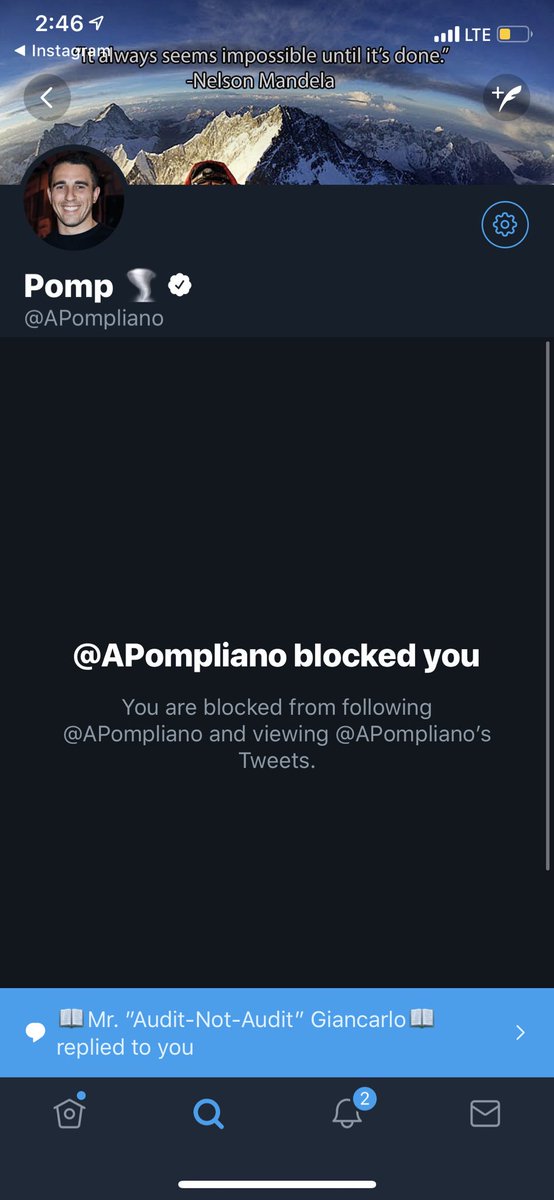 2:46
LTE
◀ Instagram
"It always seems impossible until it's done."
-Nelson Mandela
Pomp 🌪️
@APompliano
@APompliano blocked you
You are blocked from following
@APompliano and viewing @APompliano's
Tweets.
📖Mr. "Audit-Not-Audit" Giancarlo📖
replied to you
2